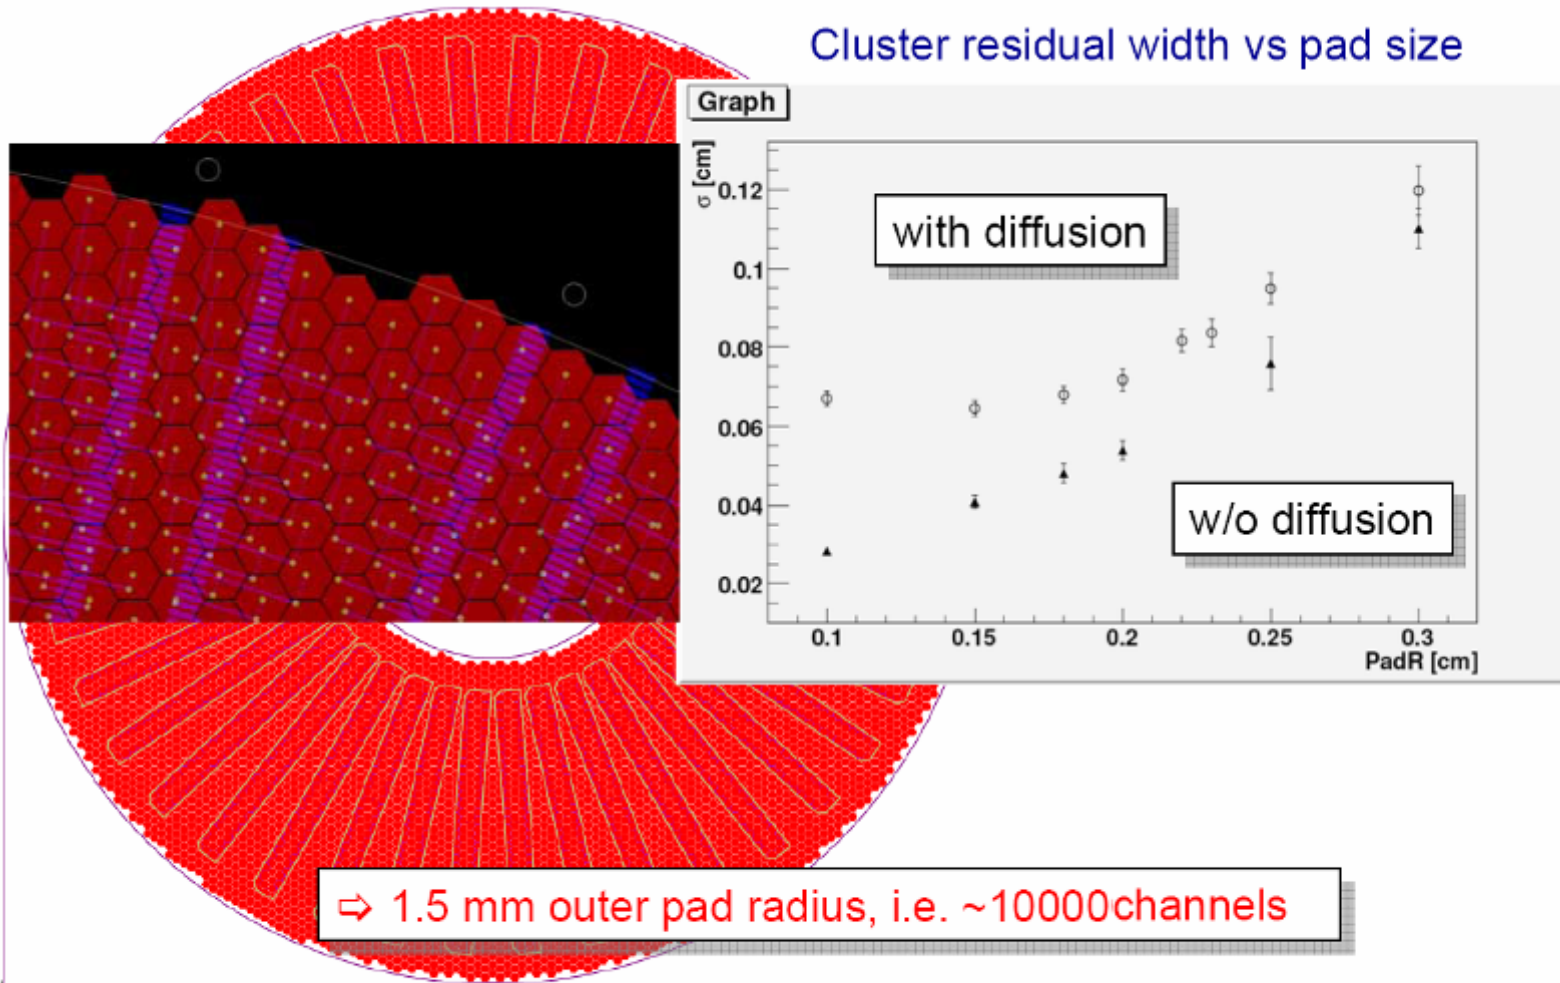 Cluster residual width vs pad size
Graph
σ [cm]
0.12
0.1
0.08
0.06
0.04
0.02
with diffusion
w/o diffusion
0.1 0.15 0.2 0.25 0.3
PadR [cm]
⇨ 1.5 mm outer pad radius, i.e. ~10000channels